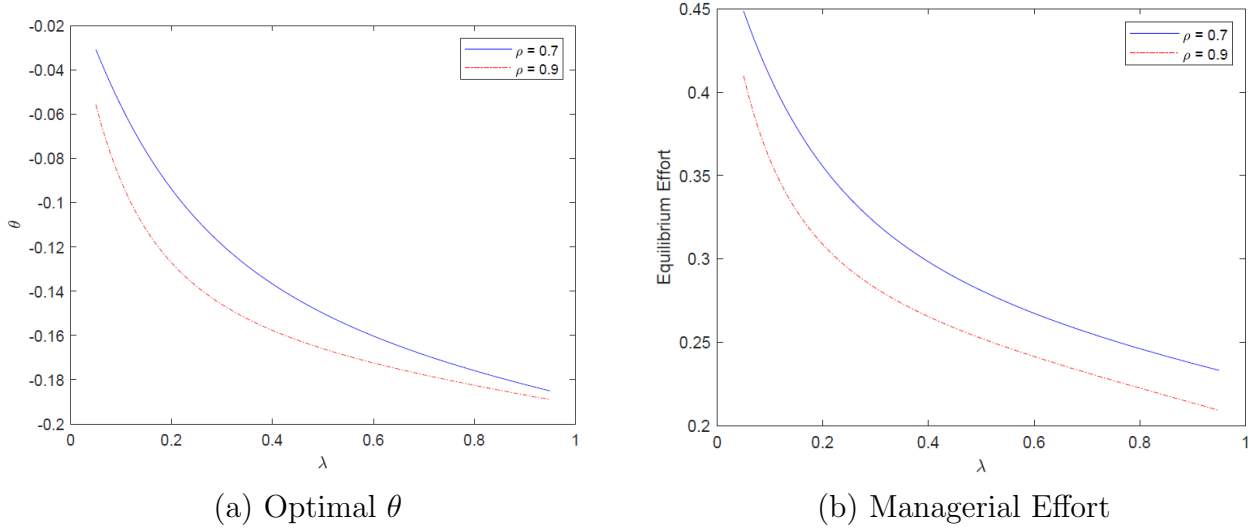 -0.02
-0.04
-0.06
-0.08
-0.1
-0.12
-0.14
-0.16
-0.18
-0.2
θ
0 0.2 0.4 0.6 0.8 1
λ
ρ = 0.7
ρ = 0.9
(a) Optimal θ
0.45
0.4
0.35
0.3
0.25
0.2
Equilibrium Effort
0 0.2 0.4 0.6 0.8 1
λ
ρ = 0.7
ρ = 0.9
(b) Managerial Effort